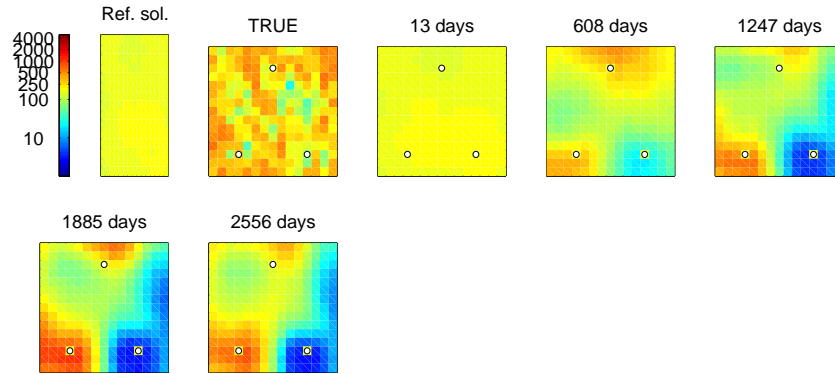 Ref. sol.
TRUE
13 days
608 days
1247 days
4000
2000
1000
500
250
100
10
1885 days
2556 days